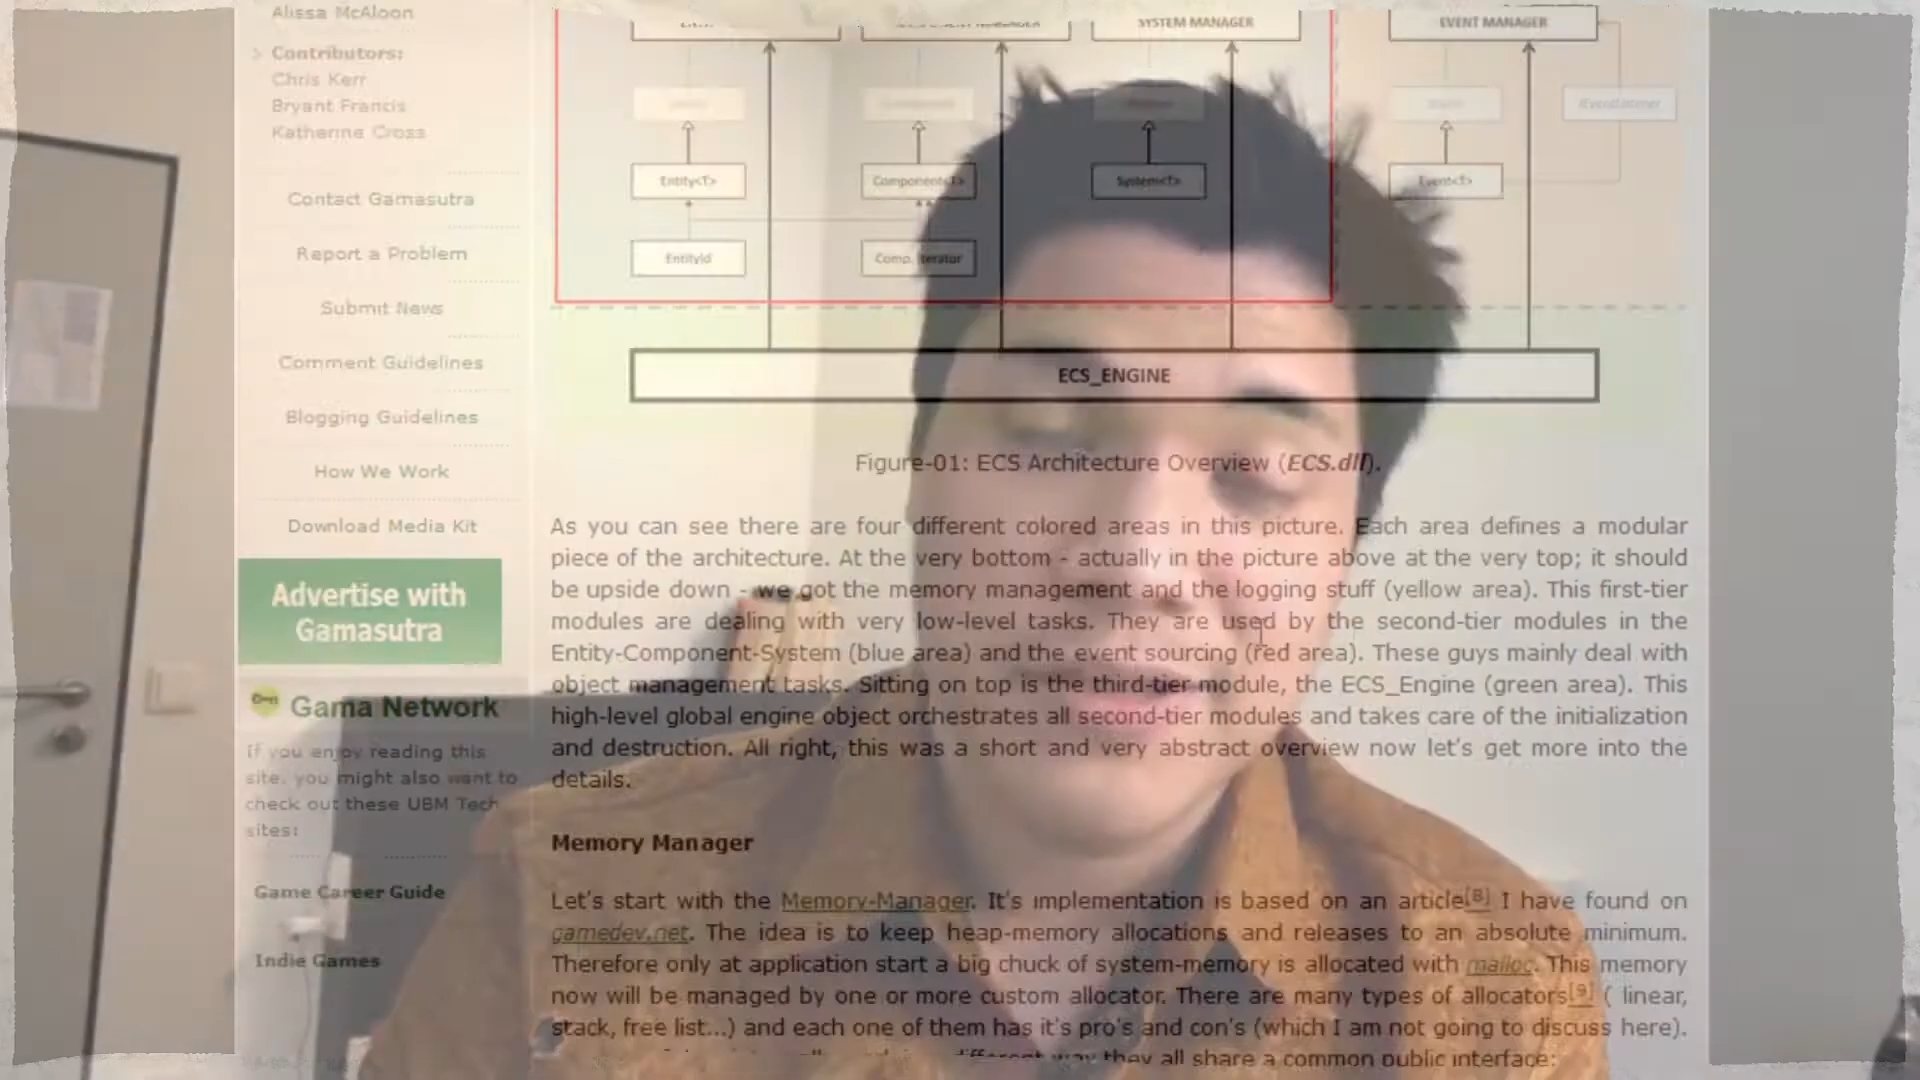 Alissa McAloon
Contributors:
Chris Kerr
Bryant Francis
Katherine Cross
Contact Gamasutra
Report a Problem
Submit News
Comment Guidelines
Blogging Guidelines
How We Work
Download Media Kit
Advertise with
Gamasutra
Gama Network
If you enjoy reading this
site, you might also want to
check out these UBM Tech
sites:
Game Career Guide
Indie Games
SYSTEM MANAGER
EVENT MANAGER
IEventListener
Entity<T>
Component<T>
System<T>
Event<T>
EntityId
Comp. Iterator
ECS_ENGINE
Figure-01: ECS Architecture Overview (ECS.dll).
As you can see there are four different colored areas in this picture. Each area defines a modular
piece of the architecture. At the very bottom - actually in the picture above at the very top; it should
be upside down - we got the memory management and the logging stuff (yellow area). This first-tier
modules are dealing with very low-level tasks. They are used by the second-tier modules in the
Entity-Component-System (blue area) and the event sourcing (red area). These guys mainly deal with
object management tasks. Sitting on top is the third-tier module, the ECS_Engine (green area). This
high-level global engine object orchestrates all second-tier modules and takes care of the initialization
and destruction. All right, this was a short and very abstract overview now let's get more into the
details.
Memory Manager
Let's start with the Memory-Manager. It's implementation is based on an article[8] I have found on
gamedev.net. The idea is to keep heap-memory allocations and releases to an absolute minimum.
Therefore only at application start a big chuck of system-memory is allocated with malloc. This memory
now will be managed by one or more custom allocator. There are many types of allocators[9] ( linear,
stack, free list...) and each one of them has it's pro's and con's (which I am not going to discuss here).
different way they all share a common public interface: